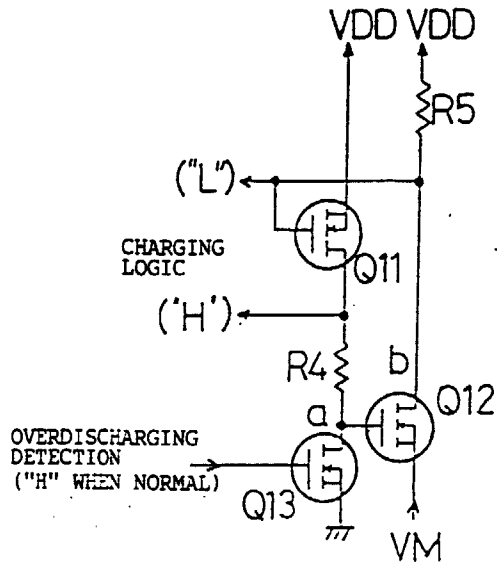 VDD VDD
R5
("L")
Q11
CHARGING
LOGIC
('H')
R4
b
a
Q12
OVERDISCHARGING
DETECTION
("H" WHEN NORMAL)
Q13
VM